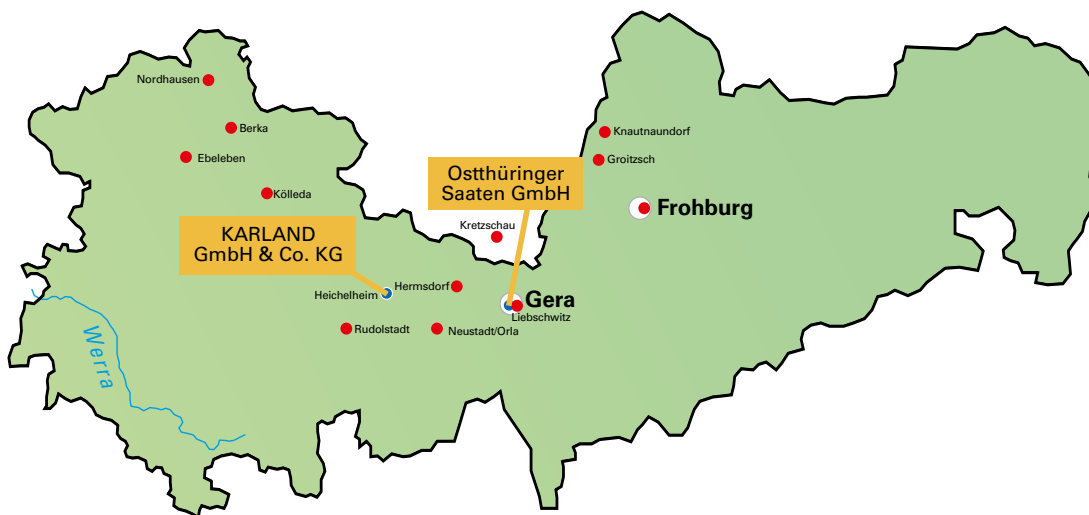 Nordhausen
Berka
Knautnaundorf
Ebeleben
Groitzsch
Ostthüringer
Saaten GmbH
Kölleda
Frohburg
Kretzschau
KARLAND
GmbH & Co. KG
Hermsdorf
Heichelheim
Gera
Liebschwitz
Rudolstadt
Neustadt/Orla
Werra